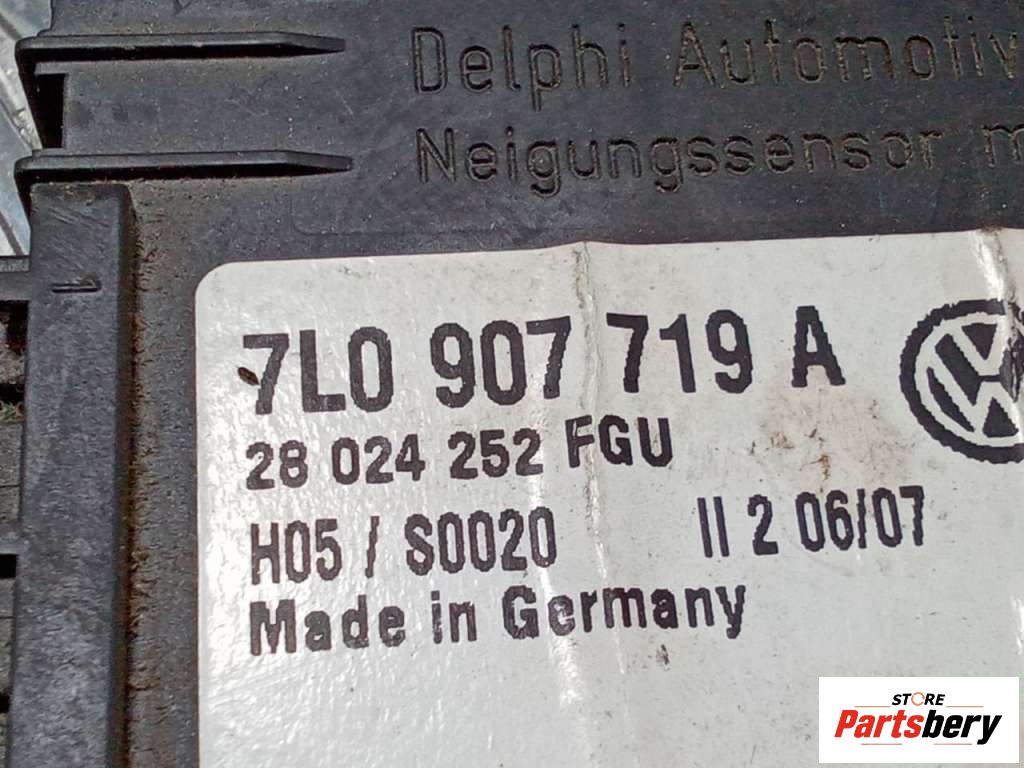 Delphi Automotiv
Neigungssensor m
7L0 907 719 A
28 024 252 FGU
H05 / S0020 II 2 06/07
Made in Germany
STORE
Partsbery